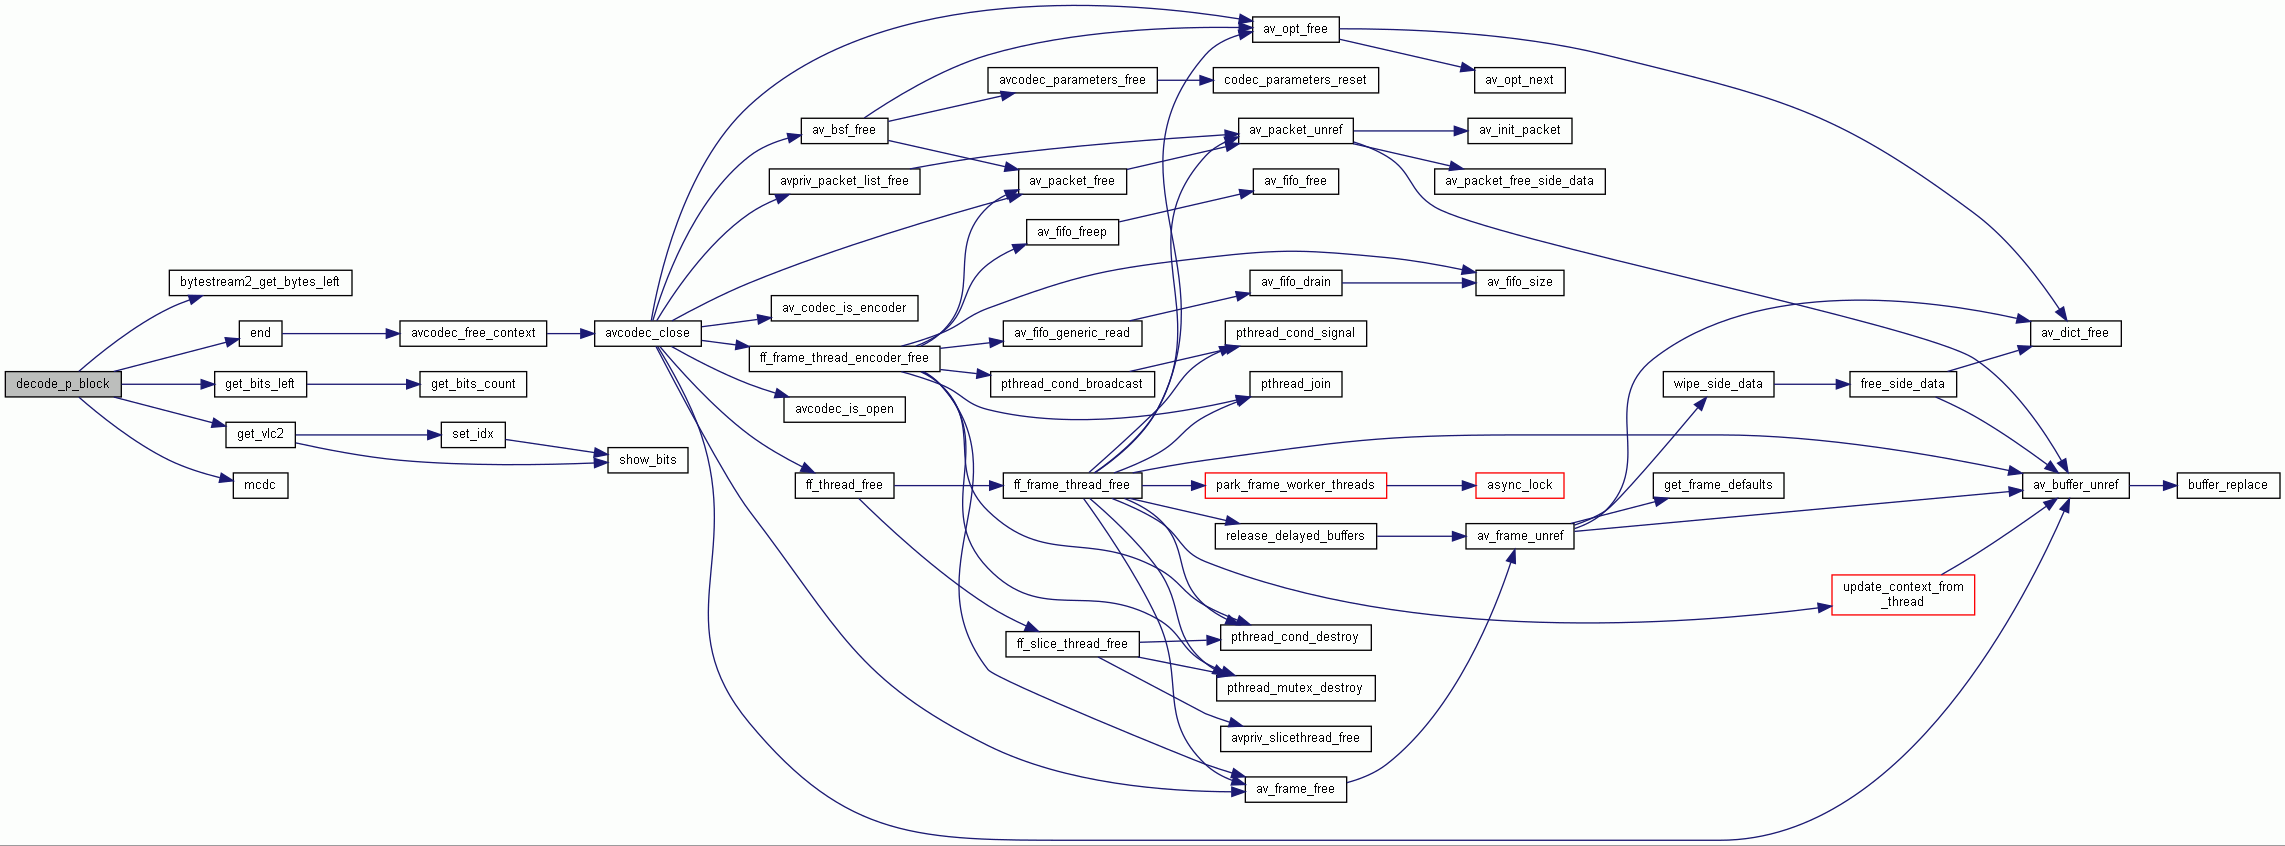 decode_p_block
bytestream2_get_bytes_left
end
get_bits_left
get_vlc2
mcdc
avcodec_free_context
get_bits_count
set_idx
show_bits
avcodec_close
av_bsf_free
avpriv_packet_list_free
av_codec_is_encoder
ff_frame_thread_encoder_free
avcodec_is_open
ff_thread_free
avcodec_parameters_free
av_packet_free
av_fifo_freep
av_fifo_generic_read
pthread_cond_broadcast
ff_frame_thread_free
ff_slice_thread_free
av_opt_free
codec_parameters_reset
av_packet_unref
av_fifo_free
av_fifo_drain
pthread_cond_signal
pthread_join
park_frame_worker_threads
release_delayed_buffers
pthread_cond_destroy
pthread_mutex_destroy
avpriv_slicethread_free
av_frame_free
av_opt_next
av_init_packet
av_packet_free_side_data
av_fifo_size
async_lock
av_frame_unref
wipe_side_data
get_frame_defaults
free_side_data
update_context_from
_thread
av_dict_free
av_buffer_unref
buffer_replace